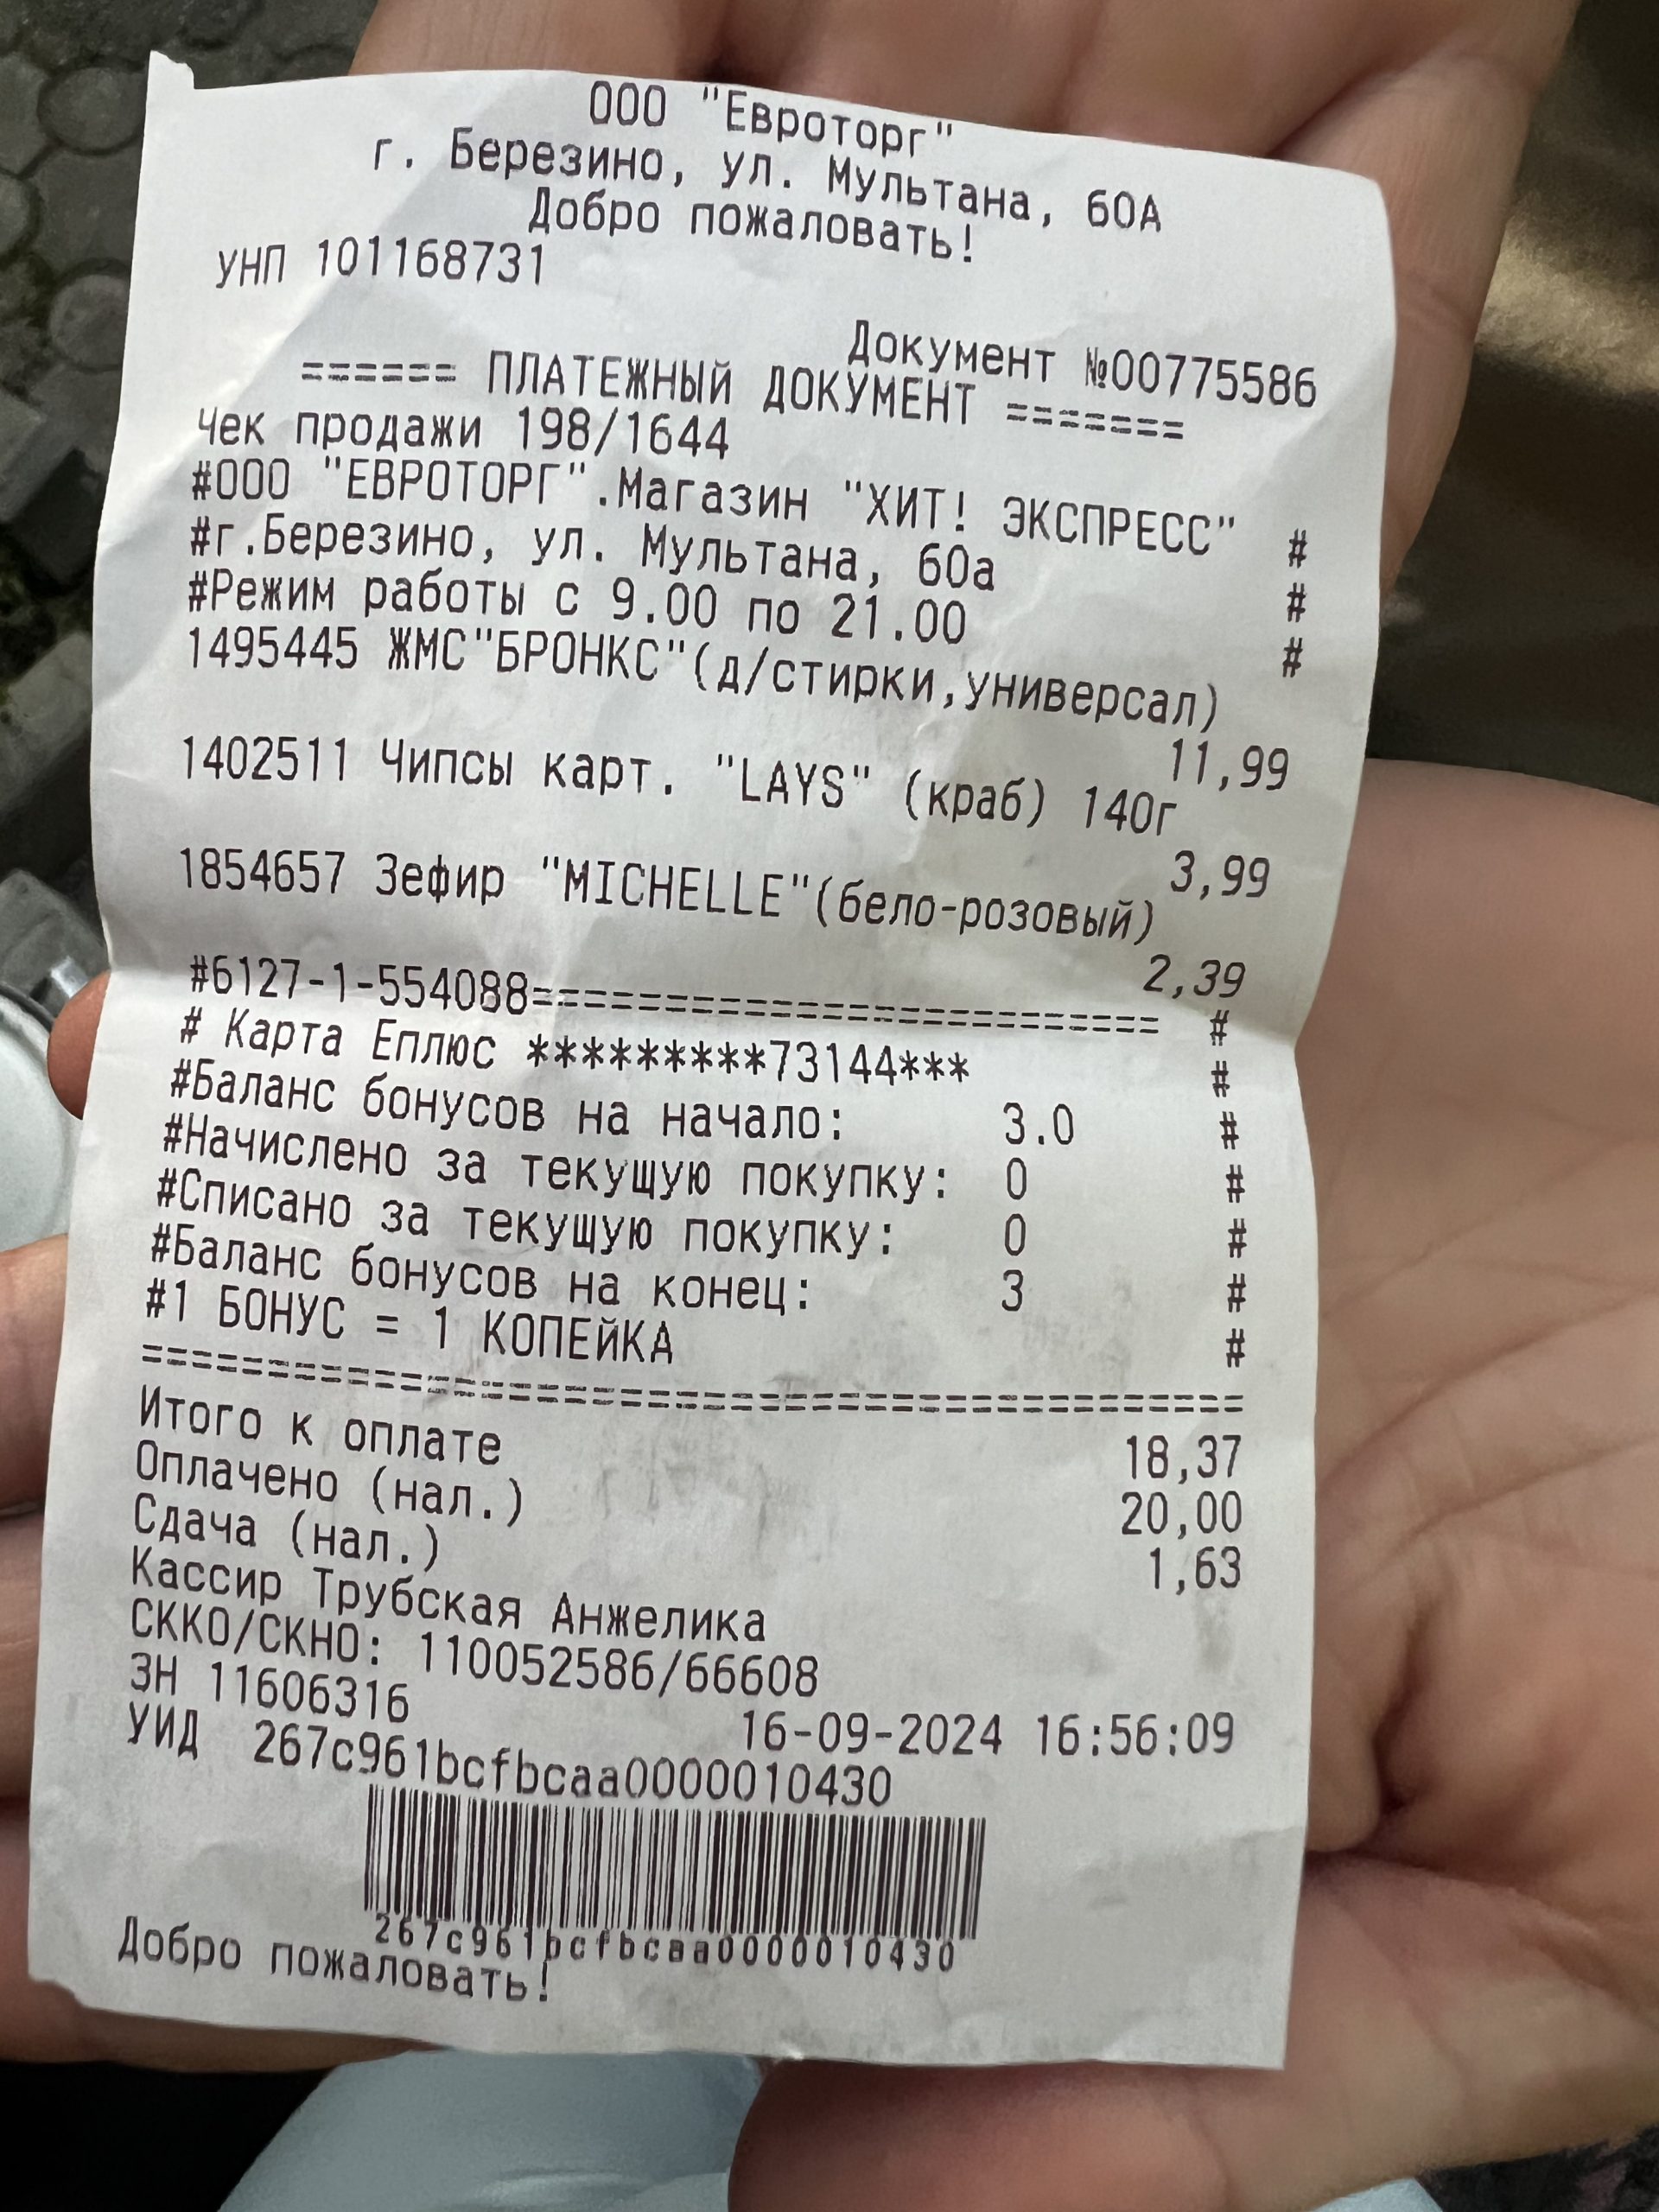 ООО "Евроторг"
г. Березино, ул. Мультана, 60А
Добро пожаловать!
УНП 101168731
Документ №00775586
====== ПЛАТЕЖНЫЙ ДОКУМЕНТ =======
Чек продажи 198/1644
#ООО "ЕВРОТОРГ".Магазин "ХИТ! ЭКСПРЕСС" #
#г.Березино, ул. Мультана, 60а #
#Режим работы с 9.00 по 21.00 #
1495445 ЖМС"БРОНКС"(д/стирки,универсал)
11,99
1402511 Чипсы карт. "LAYS" (краб) 140г
3,99
1854657 Зефир "MICHELLE"(бело-розовый)
2,39
#6127-1-554088========================= #
# Карта Еплюс *********73144*** #
#Баланс бонусов на начало: 3.0 #
#Начислено за текущую покупку: 0 #
#Списано за текущую покупку: 0 #
#Баланс бонусов на конец: 3 #
#1 БОНУС = 1 КОПЕЙКА #
============================================
Итого к оплате 18,37
Оплачено (нал.) 20,00
Сдача (нал.) 1,63
Кассир Трубская Анжелика
СККО/СКНО: 110052586/66608
ЗН 11606316 16-09-2024 16:56:09
УИД 267c961bcfbcaa0000010430
267c961bcfbcaa0000010430
Добро пожаловать!